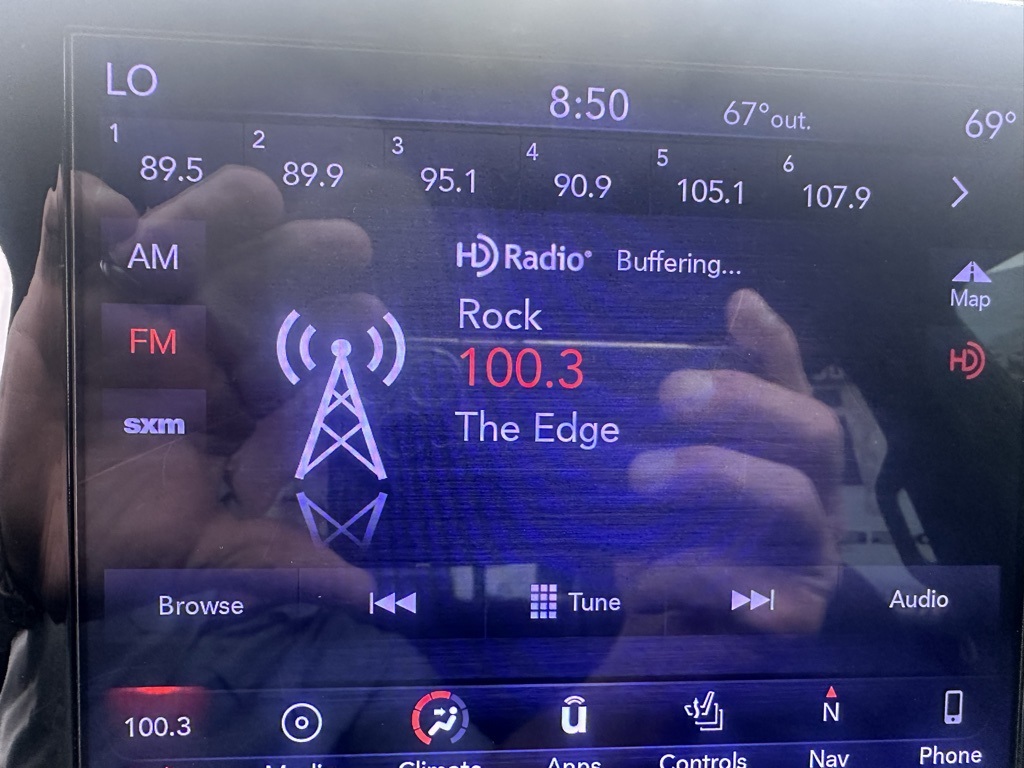 LO 8:50 67° out. 69°
1 89.5 2 89.9 3 95.1 4 90.9 5 105.1 6 107.9
AM
HD Radio® Buffering...
Rock
Map
FM
100.3
HD
sxm
The Edge
Browse Tune Audio
100.3
N
Climate Apps Controls Nav Phone